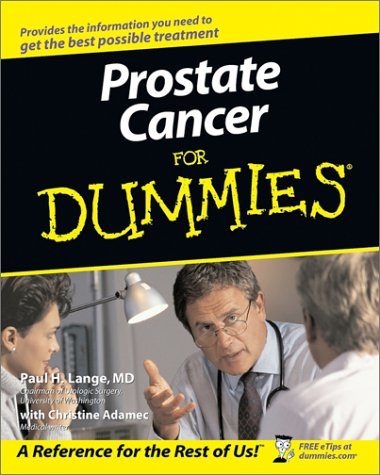 Provides the information you need to
get the best possible treatment
Prostate
Cancer
FOR
DUMMIES®
Paul H. Lange, MD
Chairman of Urologic Surgery,
University of Washington
with Christine Adamec
Medical writer
A Reference for the Rest of Us!™
FREE eTips at
dummies.com®